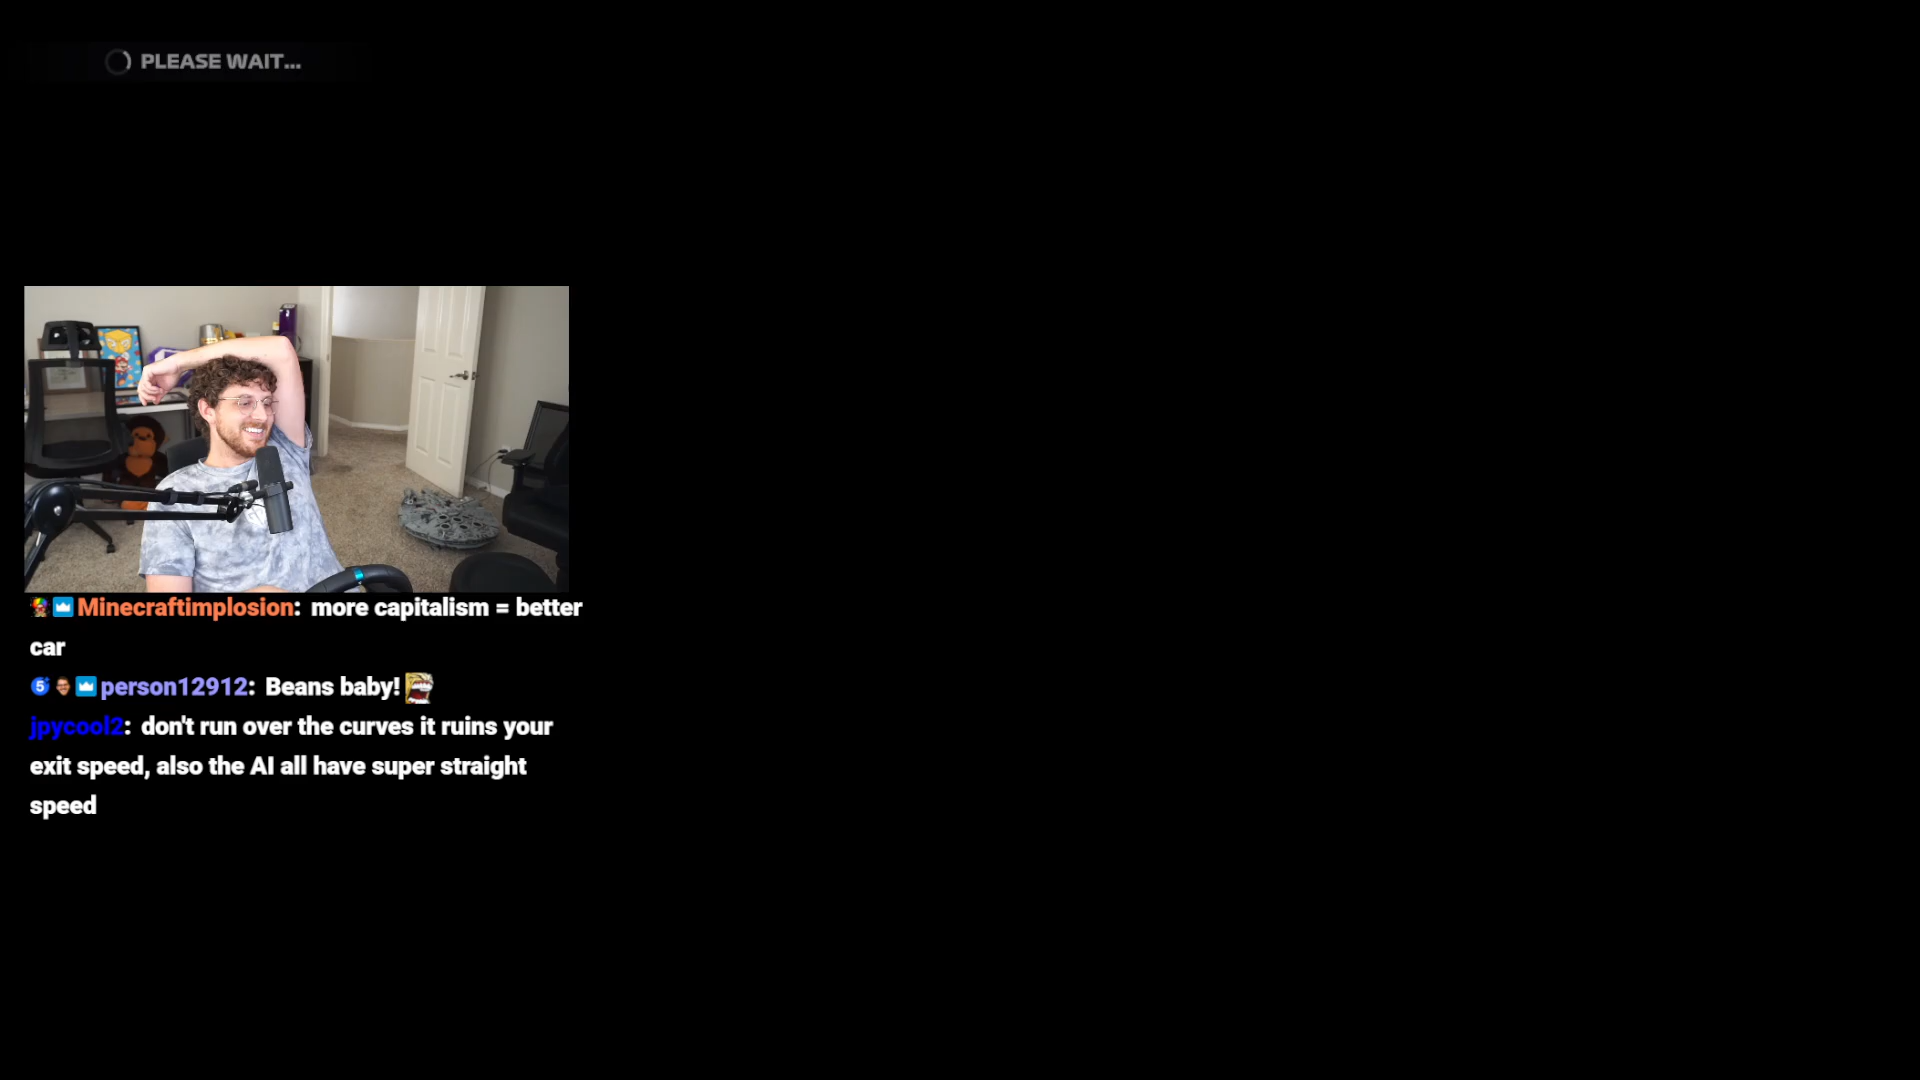 PLEASE WAIT...
Minecraftimplosion: more capitalism = better
car
5 person12912: Beans baby!
jpycool2: don't run over the curves it ruins your
exit speed, also the AI all have super straight
speed